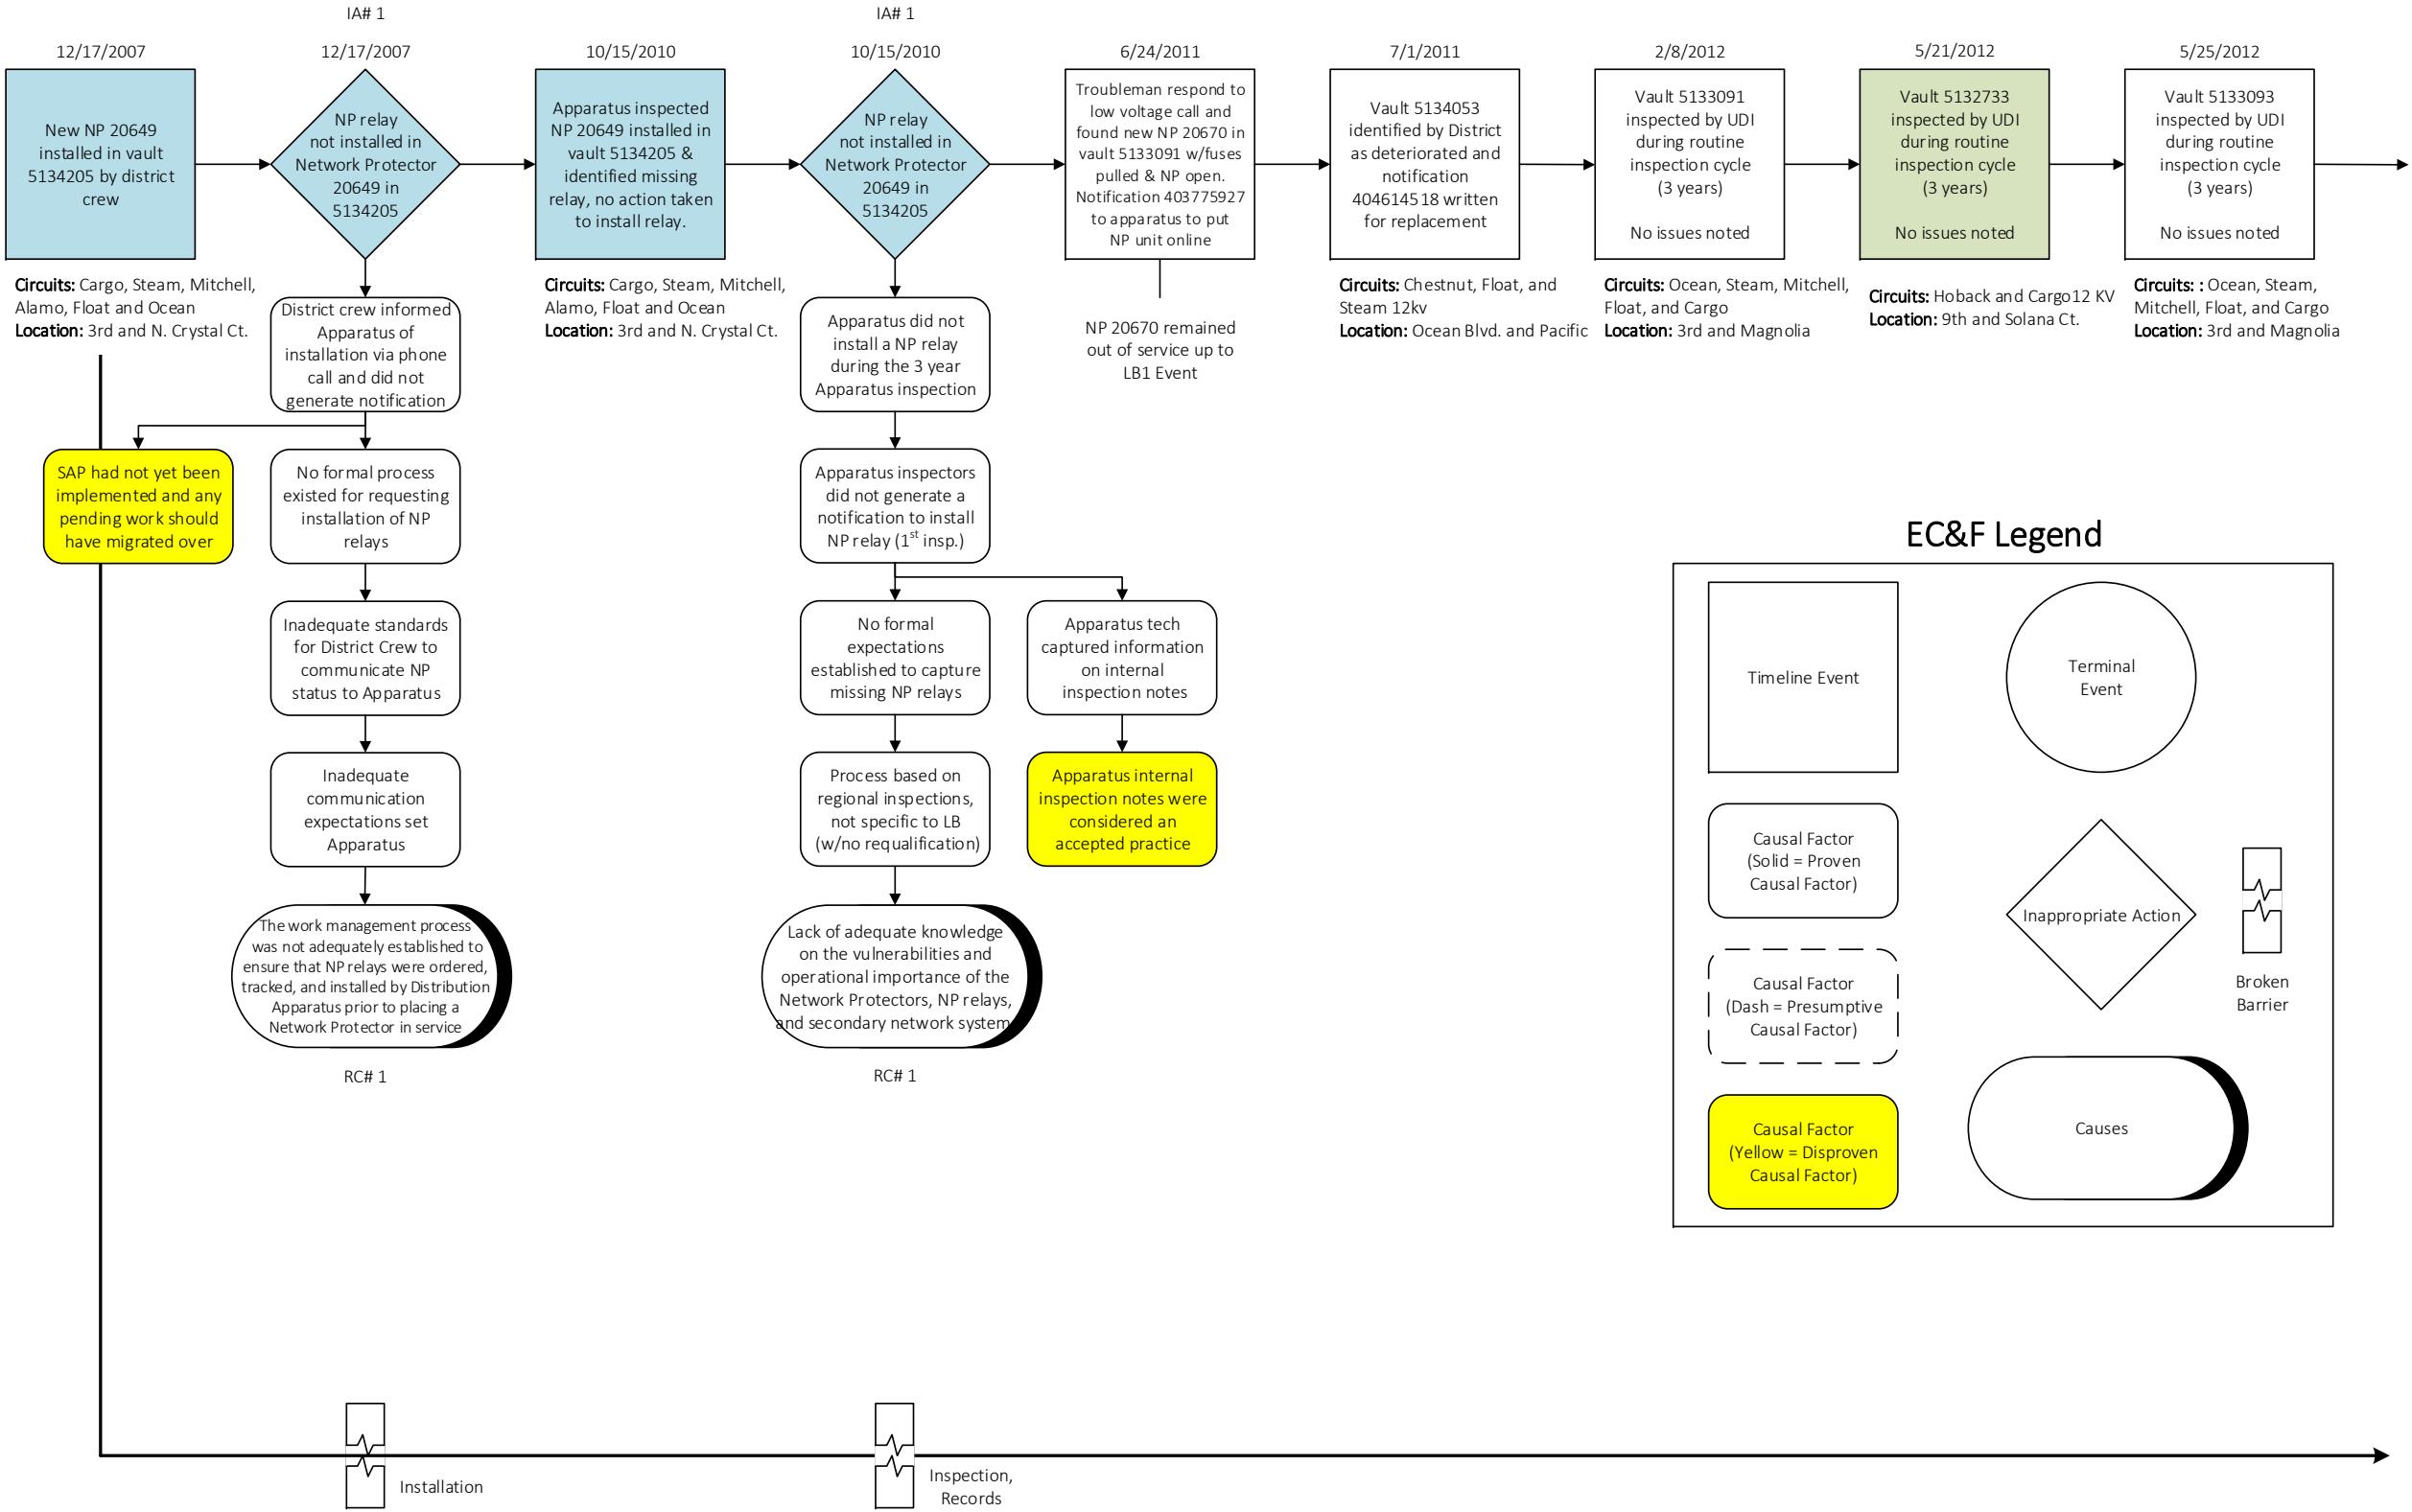 IA# 1
12/17/2007
New NP 20649
installed in vault
5134205 by district
crew
Circuits: Cargo, Steam, Mitchell,
Alamo, Float and Ocean
Location: 3rd and N. Crystal Ct.
12/17/2007
NP relay
not installed in
Network Protector
20649 in
5134205
District crew informed
Apparatus of
installation via phone
call and did not
generate notification
SAP had not yet been
implemented and any
pending work should
have migrated over
No formal process
existed for requesting
installation of NP
relays
Inadequate standards
for District Crew to
communicate NP
status to Apparatus
Inadequate
communication
expectations set
Apparatus
The work management process
was not adequately established to
ensure that NP relays were ordered,
tracked, and installed by Distribution
Apparatus prior to placing a
Network Protector in service
RC# 1
10/15/2010
Apparatus inspected
NP 20649 installed in
vault 5134205 &
identified missing
relay, no action taken
to install relay.
Circuits: Cargo, Steam, Mitchell,
Alamo, Float and Ocean
Location: 3rd and N. Crystal Ct.
IA# 1
10/15/2010
NP relay
not installed in
Network Protector
20649 in
5134205
Apparatus did not
install a NP relay
during the 3 year
Apparatus inspection
Apparatus inspectors
did not generate a
notification to install
NP relay (1st insp.)
No formal
expectations
established to capture
missing NP relays
Process based on
regional inspections,
not specific to LB
(w/no requalification)
Lack of adequate knowledge
on the vulnerabilities and
operational importance of the
Network Protectors, NP relays,
and secondary network system
RC# 1
Apparatus tech
captured information
on internal
inspection notes
Apparatus internal
inspection notes were
considered an
accepted practice
6/24/2011
Troubleman respond to
low voltage call and
found new NP 20670 in
vault 5133091 w/fuses
pulled & NP open.
Notification 403775927
to apparatus to put
NP unit online
NP 20670 remained
out of service up to
LB1 Event
7/1/2011
Vault 5134053
identified by District
as deteriorated and
notification
404614518 written
for replacement
Circuits: Chestnut, Float, and
Steam 12kv
Location: Ocean Blvd. and Pacific
2/8/2012
Vault 5133091
inspected by UDI
during routine
inspection cycle
(3 years)
No issues noted
Circuits: Ocean, Steam, Mitchell,
Float, and Cargo
Location: 3rd and Magnolia
5/21/2012
Vault 5132733
inspected by UDI
during routine
inspection cycle
(3 years)
No issues noted
Circuits: Hoback and Cargo12 KV
Location: 9th and Solana Ct.
5/25/2012
Vault 5133093
inspected by UDI
during routine
inspection cycle
(3 years)
No issues noted
Circuits: : Ocean, Steam,
Mitchell, Float, and Cargo
Location: 3rd and Magnolia
EC&F Legend
Timeline Event
Terminal
Event
Causal Factor
(Solid = Proven
Causal Factor)
Inappropriate Action
Causal Factor
(Dash = Presumptive
Causal Factor)
Broken
Barrier
Causal Factor
(Yellow = Disproven
Causal Factor)
Causes
Installation
Inspection,
Records